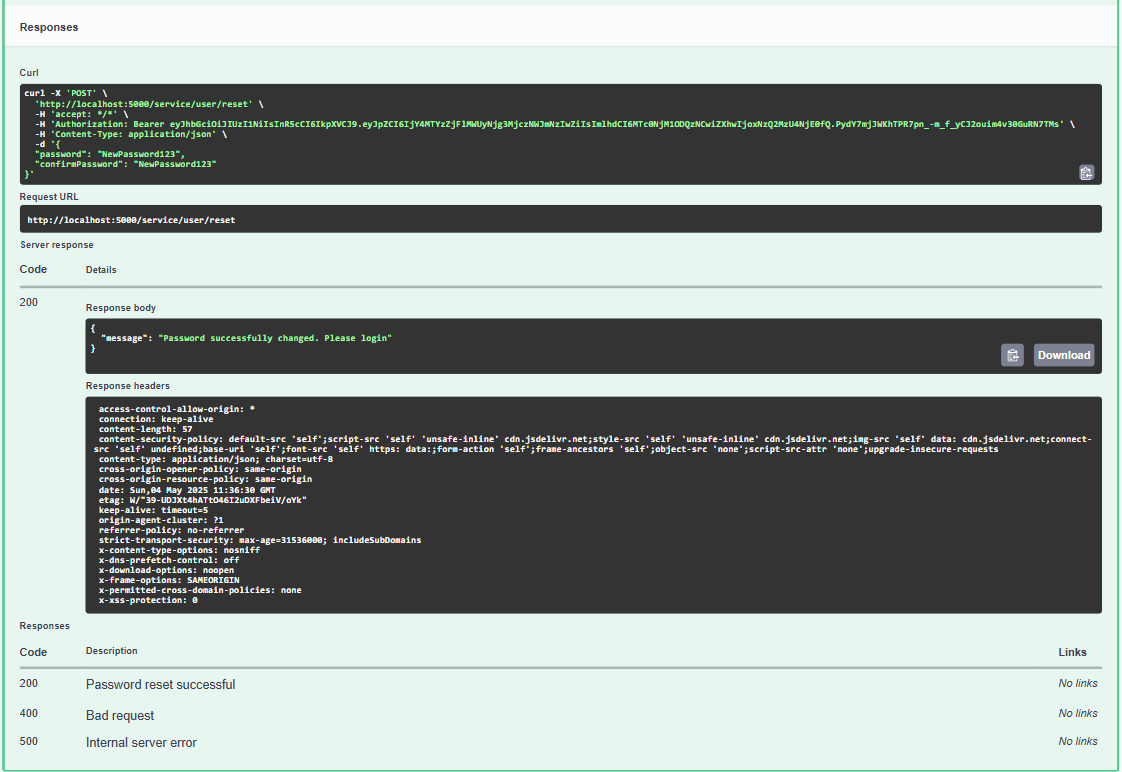 Responses
Curl
curl -X 'POST' \
'http://localhost:5000/service/user/reset' \
-H 'accept: */*' \
-H 'Authorization: Bearer eyJhbGciOiJIUzI1NiIsInR5cCI6IkpXVCJ9.eyJpZCI6IjY4MTYzZjFlMWUyNjg3MjczNWJmNzIwZiIsImlhdCI6MTc0NjM1ODQzNCwiZXhwIjoxNzQ2MzU4NjE0fQ.PydY7mjJWKhTPR7pn_-m_f_yCJ2ouim4v30GuRN7TMs' \
-H 'Content-Type: application/json' \
-d '{
"password": "NewPassword123",
"confirmPassword": "NewPassword123"
}'
Request URL
http://localhost:5000/service/user/reset
Server response
Code Details
200
Response body
{
"message": "Password successfully changed. Please login"
}
Download
Response headers
access-control-allow-origin: *
connection: keep-alive
content-length: 57
content-security-policy: default-src 'self';script-src 'self' 'unsafe-inline' cdn.jsdelivr.net;style-src 'self' 'unsafe-inline' cdn.jsdelivr.net;img-src 'self' data: cdn.jsdelivr.net;connect-
src 'self' undefined;base-uri 'self';font-src 'self' https: data:;form-action 'self';frame-ancestors 'self';object-src 'none';script-src-attr 'none';upgrade-insecure-requests
content-type: application/json; charset=utf-8
cross-origin-opener-policy: same-origin
cross-origin-resource-policy: same-origin
date: Sun,04 May 2025 11:36:30 GMT
etag: W/"39-UDJXt4hATtO46I2uDXFbeiV/oYk"
keep-alive: timeout=5
origin-agent-cluster: ?1
referrer-policy: no-referrer
strict-transport-security: max-age=31536000; includeSubDomains
x-content-type-options: nosniff
x-dns-prefetch-control: off
x-download-options: noopen
x-frame-options: SAMEORIGIN
x-permitted-cross-domain-policies: none
x-xss-protection: 0
Responses
Code Description Links
200 Password reset successful No links
400 Bad request No links
500 Internal server error No links